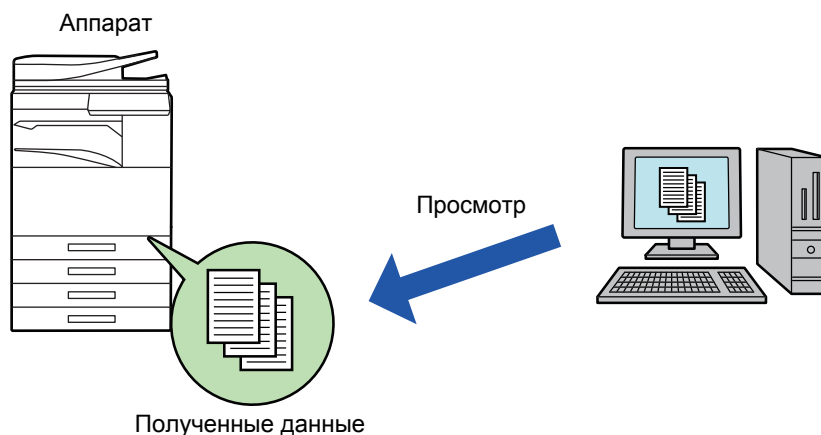 Аппарат
Просмотр
Полученные данные